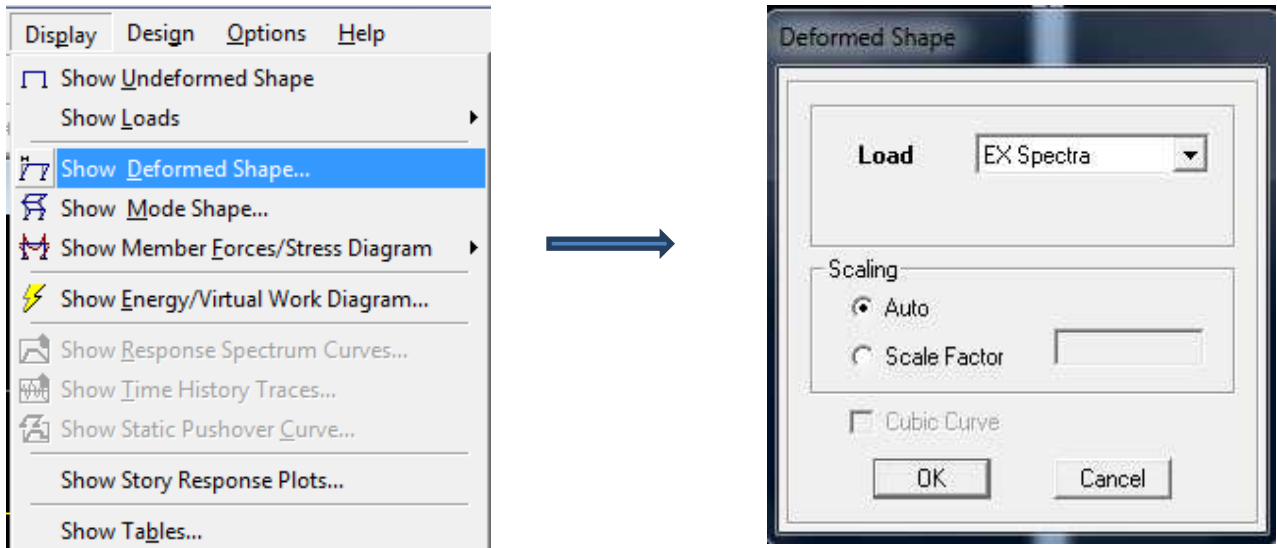 Display Design Options Help
Show Undeformed Shape
Show Loads
Show Deformed Shape...
Show Mode Shape...
Show Member Forces/Stress Diagram
Show Energy/Virtual Work Diagram...
Show Response Spectrum Curves...
Show Time History Traces...
Show Static Pushover Curve...
Show Story Response Plots...
Show Tables...
Deformed Shape
Load EX Spectra
Scaling
Auto
Scale Factor
Cubic Curve
OK Cancel